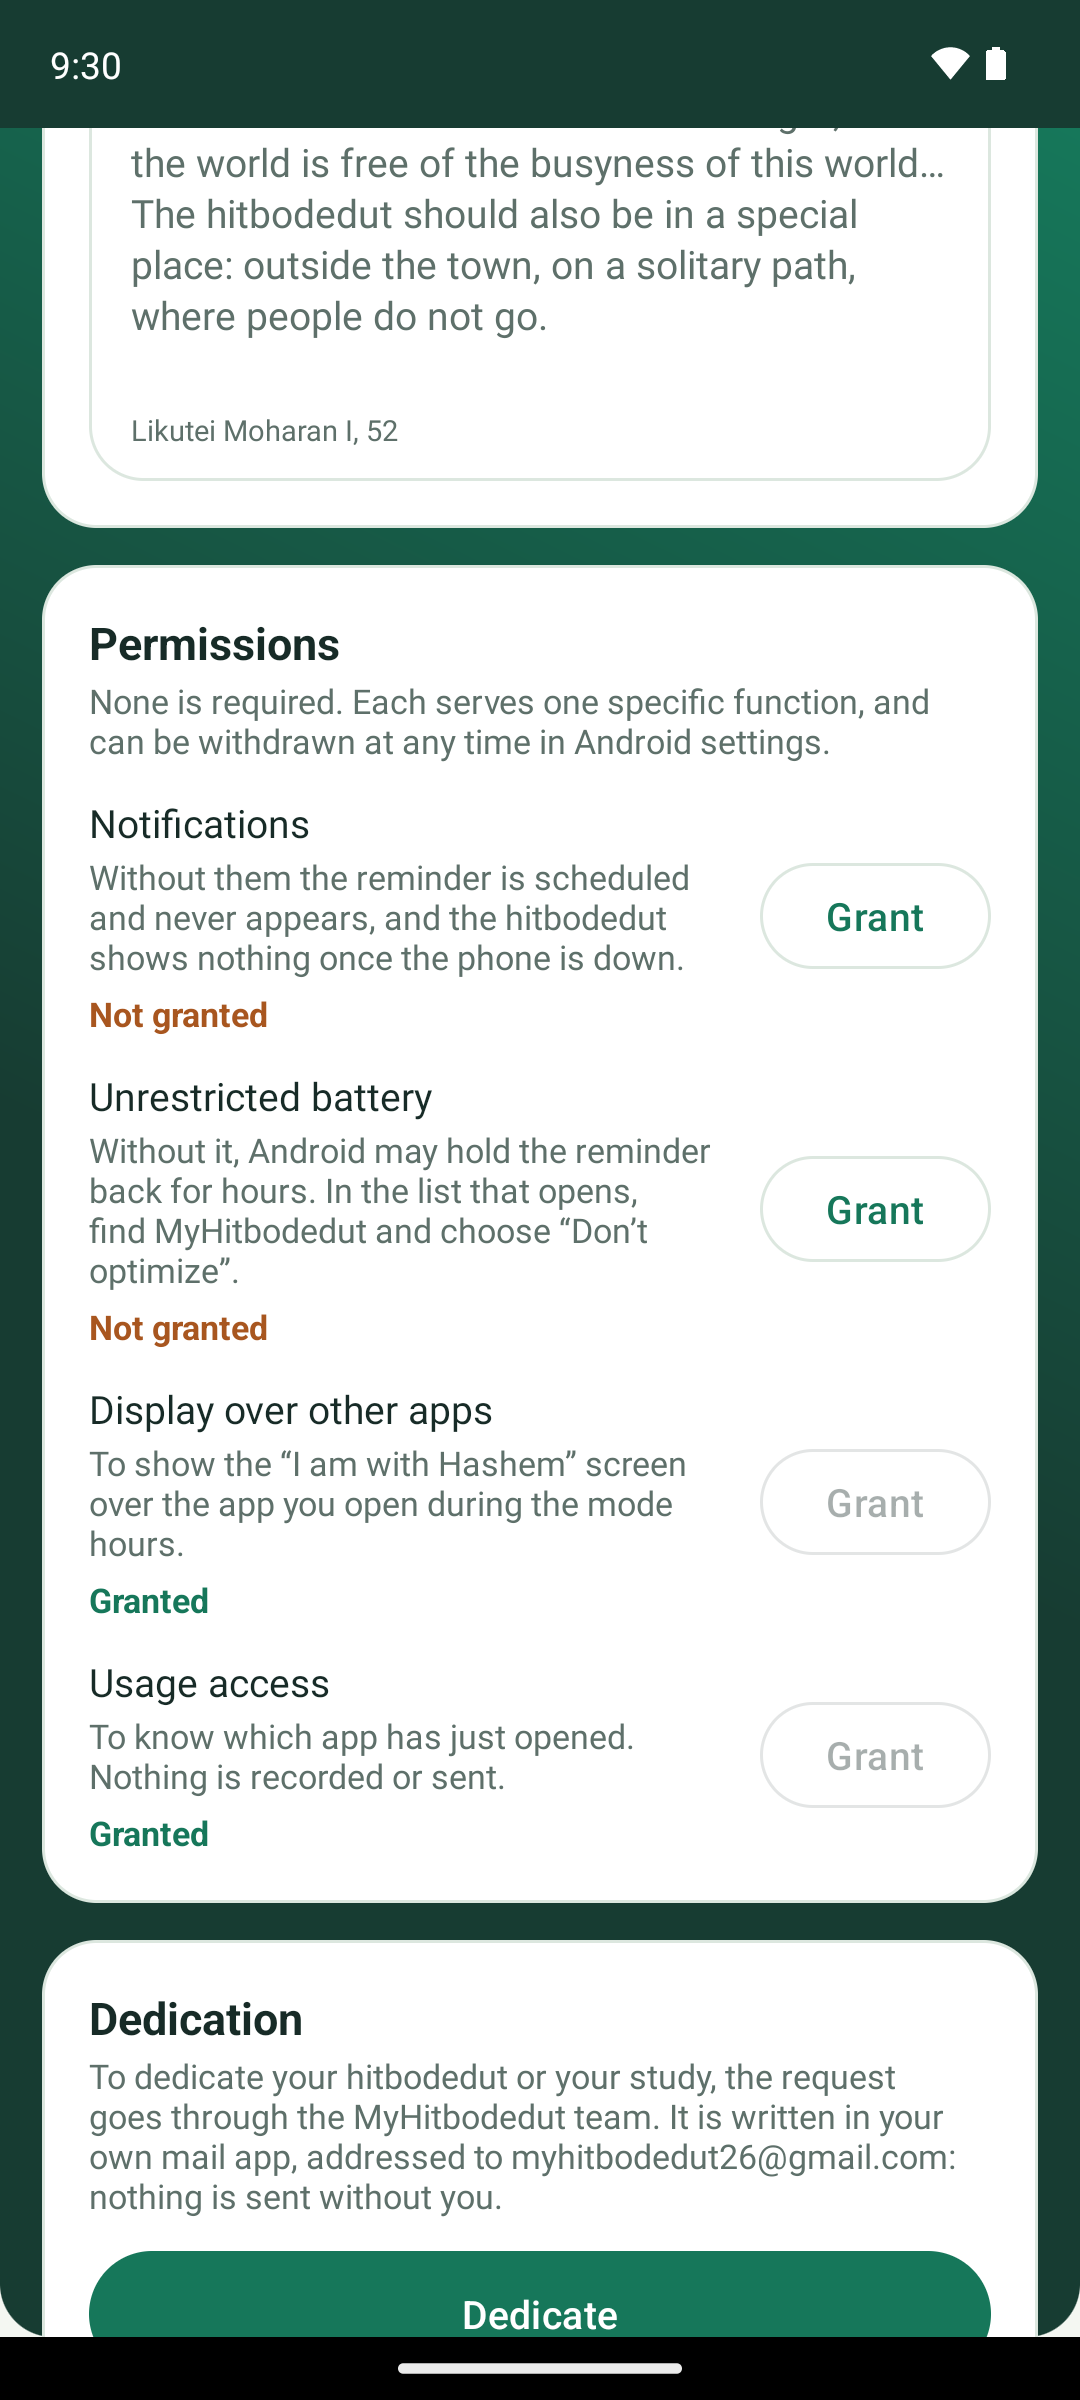 9:30
the world is free of the busyness of this world…
The hitbodedut should also be in a special
place: outside the town, on a solitary path,
where people do not go.
Likutei Moharan I, 52
Permissions
None is required. Each serves one specific function, and
can be withdrawn at any time in Android settings.
Notifications
Without them the reminder is scheduled
and never appears, and the hitbodedut
shows nothing once the phone is down.
Grant
Not granted
Unrestricted battery
Without it, Android may hold the reminder
back for hours. In the list that opens,
find MyHitbodedut and choose “Don’t
optimize”.
Grant
Not granted
Display over other apps
To show the “I am with Hashem” screen
over the app you open during the mode
hours.
Grant
Granted
Usage access
To know which app has just opened.
Nothing is recorded or sent.
Grant
Granted
Dedication
To dedicate your hitbodedut or your study, the request
goes through the MyHitbodedut team. It is written in your
own mail app, addressed to myhitbodedut26@gmail.com:
nothing is sent without you.
Dedicate